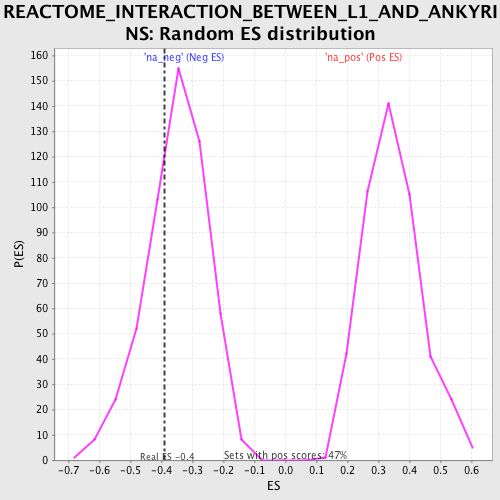 REACTOME_INTERACTION_BETWEEN_L1_AND_ANKYRI
NS: Random ES distribution
'na_neg' (Neg ES)
'na_pos' (Pos ES)
160
150
140
130
120
110
100
90
80
70
60
50
40
30
20
10
0
P(ES)
Real ES -0.4
Sets with pos scores: 47%
-0.7 -0.6 -0.5 -0.4 -0.3 -0.2 -0.1 0.0 0.1 0.2 0.3 0.4 0.5 0.6
ES